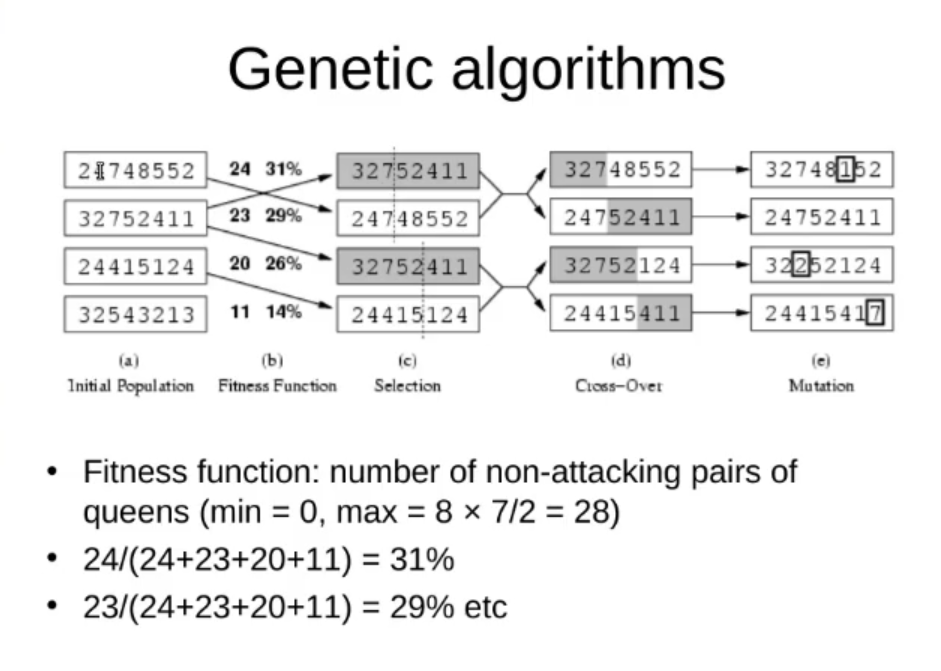 Genetic algorithms
24748552 24 31% 32752411 32748552 32748152
32752411 23 29% 24748552 24752411 24752411
24415124 20 26% 32752411 32752124 32252124
32543213 11 14% 24415124 24415411 24415417
(a) (b) (c) (d) (e)
Initial Population Fitness Function Selection Cross–Over Mutation
• Fitness function: number of non-attacking pairs of
queens (min = 0, max = 8 × 7/2 = 28)
• 24/(24+23+20+11) = 31%
• 23/(24+23+20+11) = 29% etc